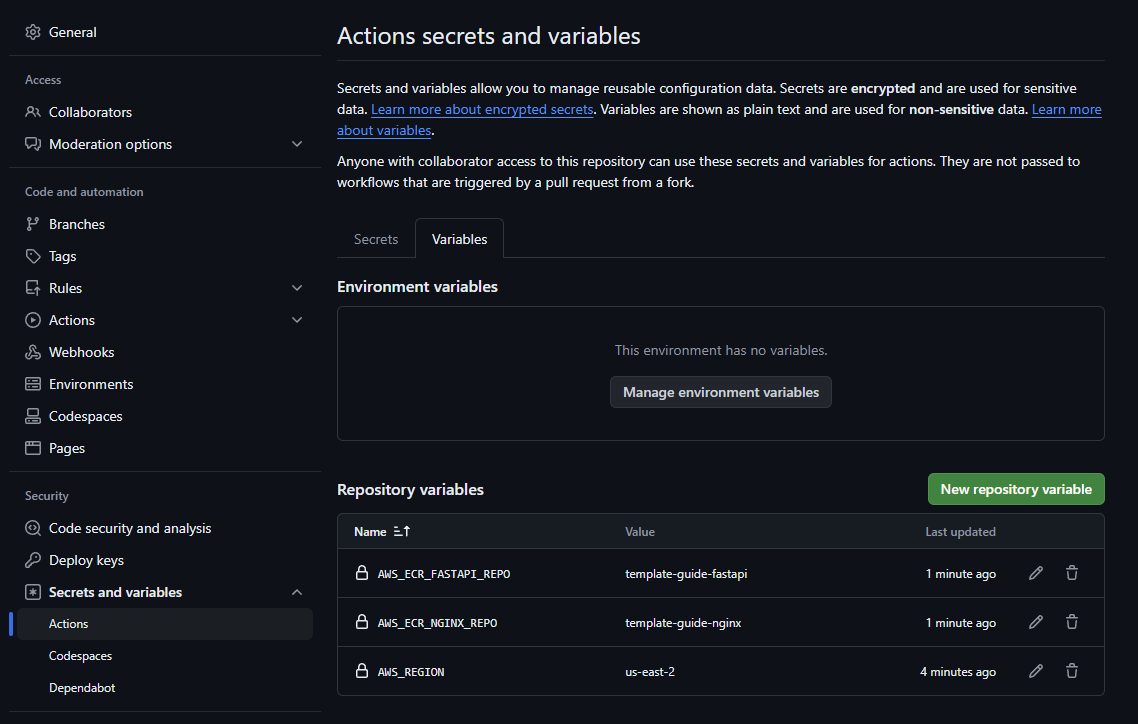 General
Access
Collaborators
Moderation options
Code and automation
Branches
Tags
Rules
Actions
Webhooks
Environments
Codespaces
Pages
Security
Code security and analysis
Deploy keys
Secrets and variables
Actions
Codespaces
Dependabot
Actions secrets and variables
Secrets and variables allow you to manage reusable configuration data. Secrets are encrypted and are used for sensitive
data. Learn more about encrypted secrets. Variables are shown as plain text and are used for non-sensitive data. Learn more
about variables.
Anyone with collaborator access to this repository can use these secrets and variables for actions. They are not passed to
workflows that are triggered by a pull request from a fork.
Secrets Variables
Environment variables
This environment has no variables.
Manage environment variables
Repository variables New repository variable
Name Value Last updated
AWS_ECR_FASTAPI_REPO template-guide-fastapi 1 minute ago
AWS_ECR_NGINX_REPO template-guide-nginx 1 minute ago
AWS_REGION us-east-2 4 minutes ago